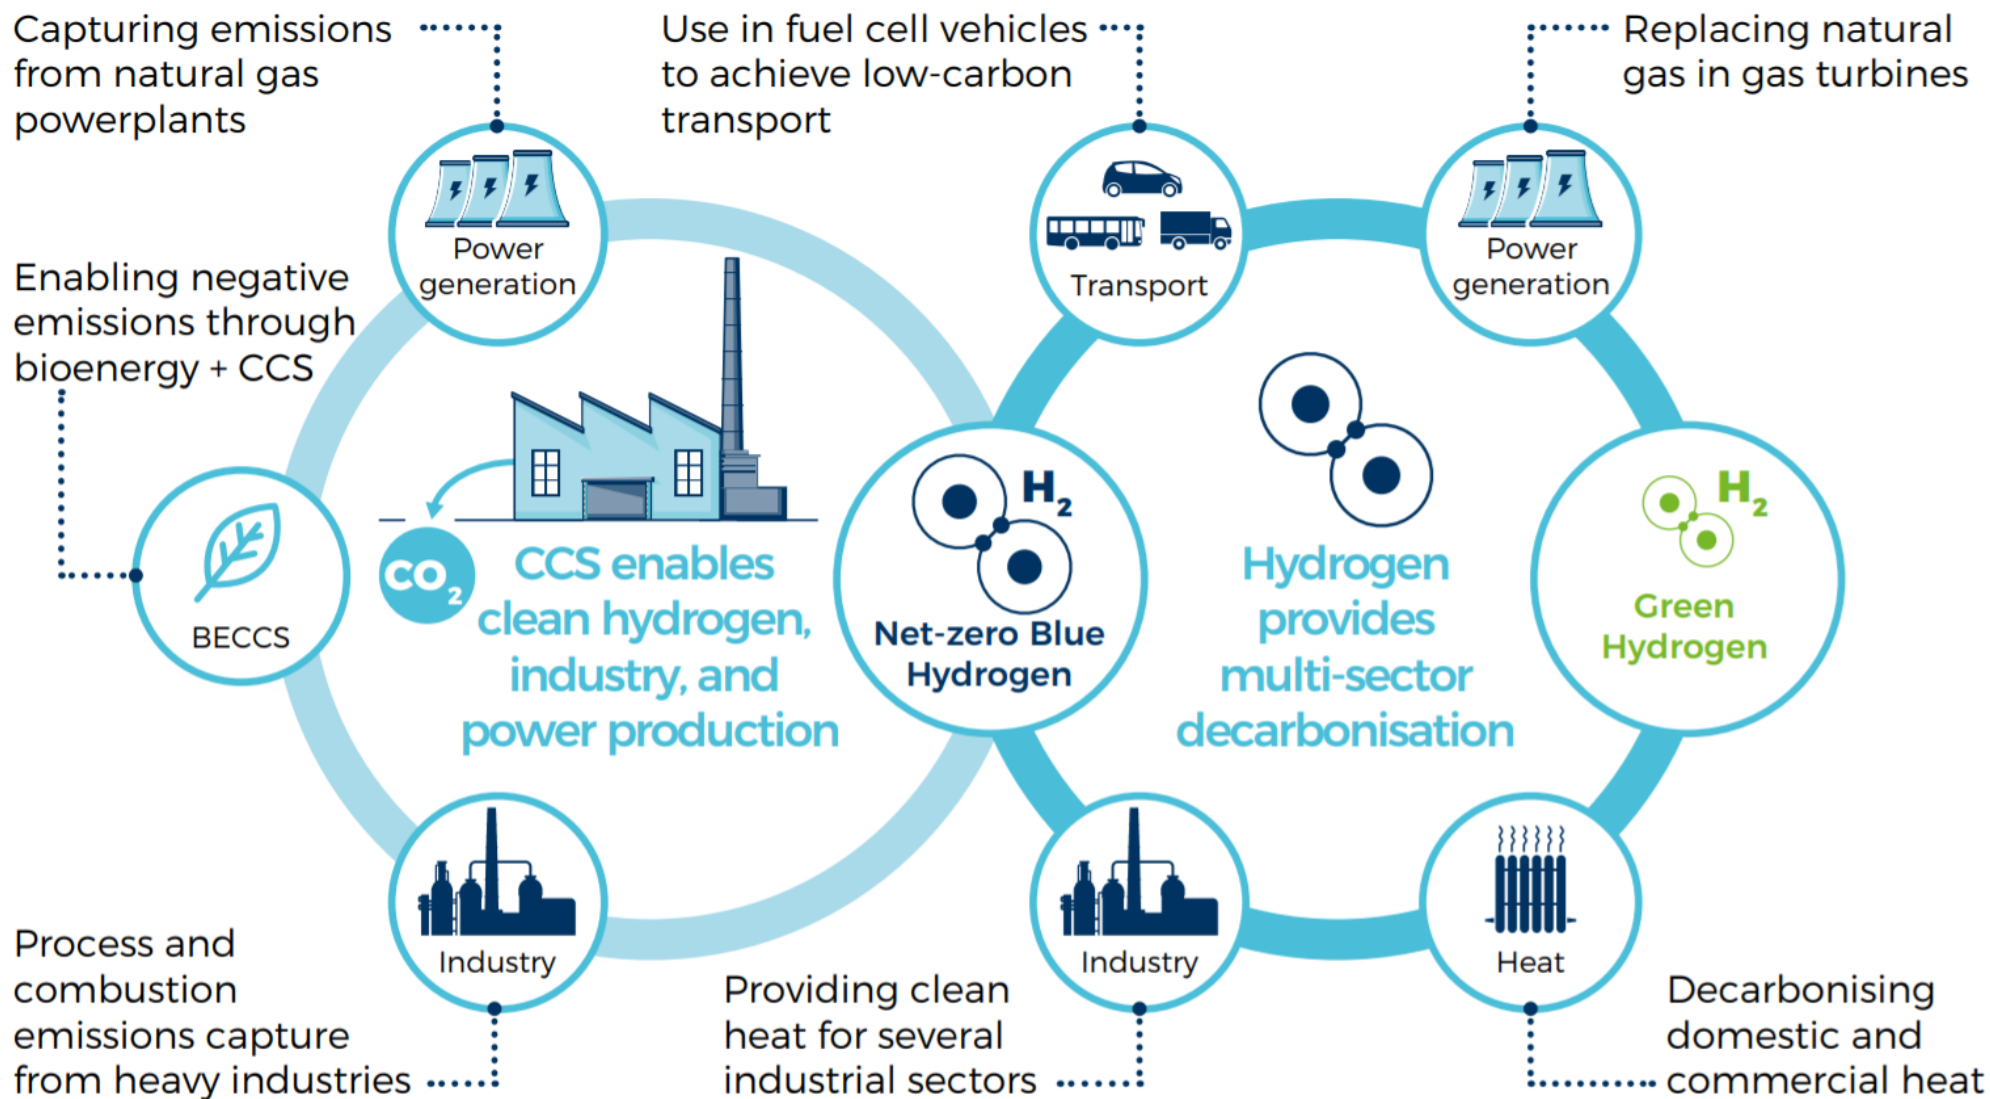 Capturing emissions
from natural gas
powerplants
Use in fuel cell vehicles
to achieve low-carbon
transport
Replacing natural
gas in gas turbines
Power
generation
Transport
Power
generation
Enabling negative
emissions through
bioenergy + CCS
BECCS
CO₂
CCS enables
clean hydrogen,
industry, and
power production
H₂
Net-zero Blue
Hydrogen
Hydrogen
provides
multi-sector
decarbonisation
H₂
Green
Hydrogen
Industry
Industry
Heat
Process and
combustion
emissions capture
from heavy industries
Providing clean
heat for several
industrial sectors
Decarbonising
domestic and
commercial heat